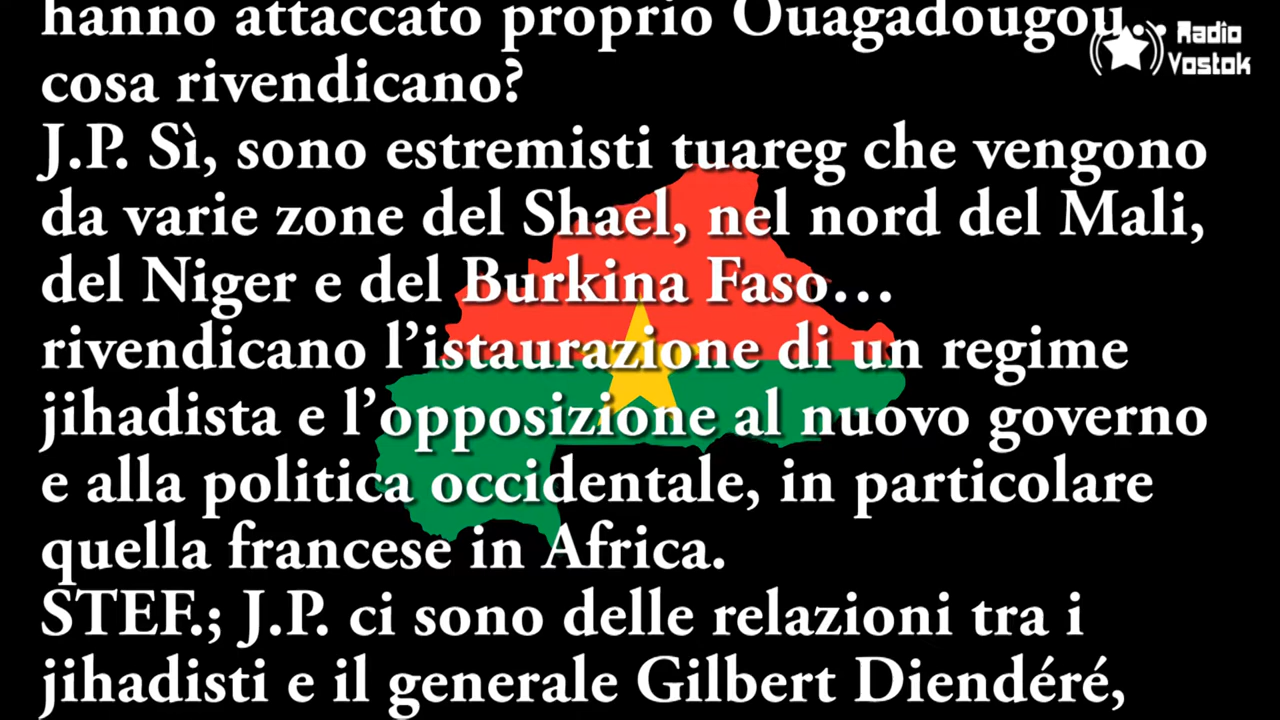 hanno attaccato proprio Ouagadougou...
cosa rivendicano?
J.P. Sì, sono estremisti tuareg che vengono
da varie zone del Shael, nel nord del Mali,
del Niger e del Burkina Faso…
rivendicano l’istaurazione di un regime
jihadista e l’opposizione al nuovo governo
e alla politica occidentale, in particolare
quella francese in Africa.
STEF.; J.P. ci sono delle relazioni tra i
jihadisti e il generale Gilbert Diendéré,
Radio
Vostok